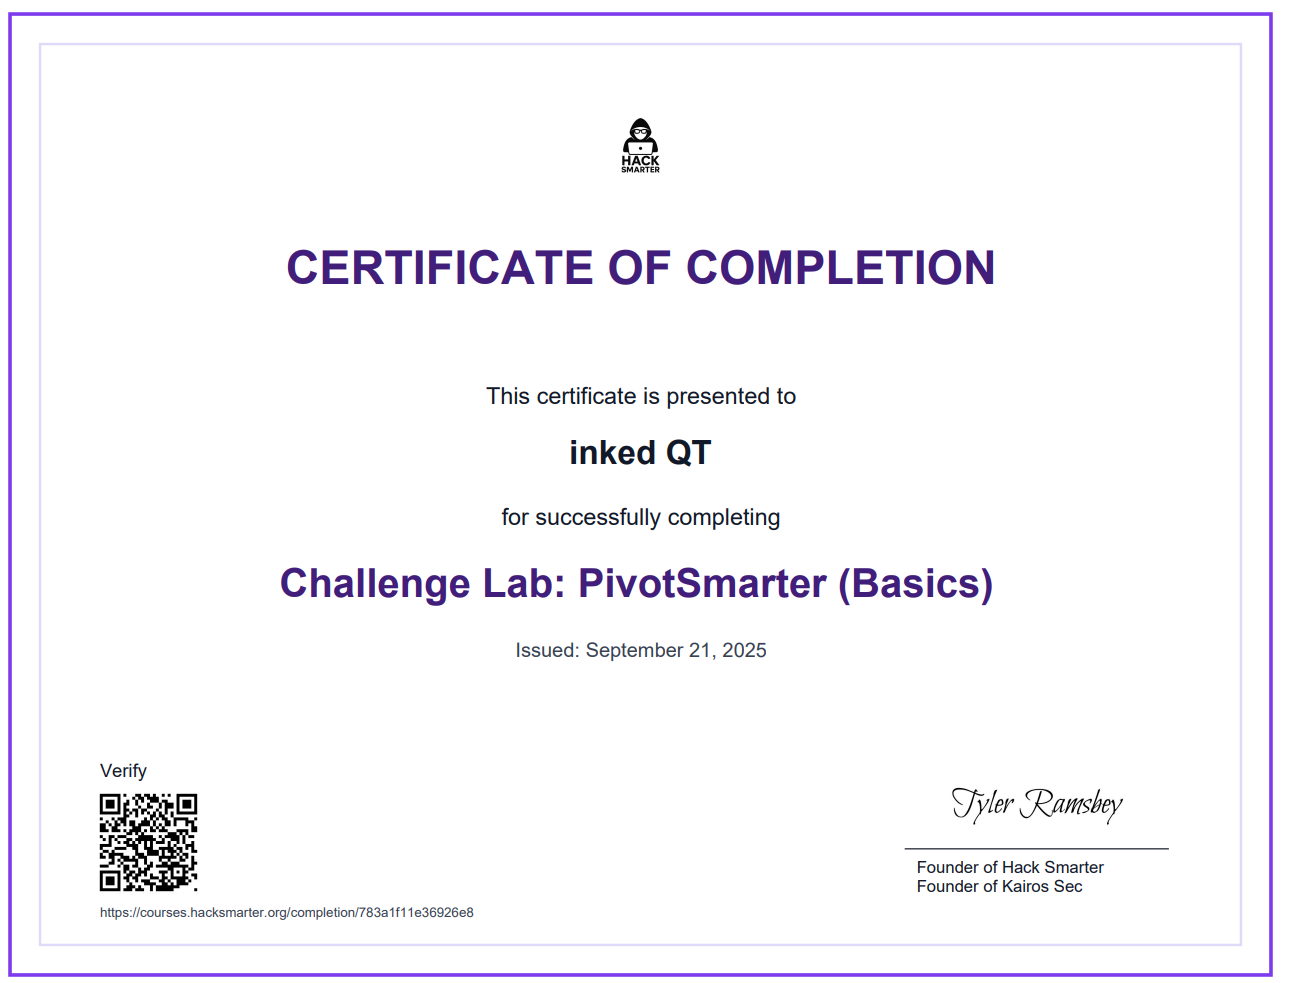 HACK
SMARTER
CERTIFICATE OF COMPLETION
This certificate is presented to
inked QT
for successfully completing
Challenge Lab: PivotSmarter (Basics)
Issued: September 21, 2025
Verify
https://courses.hacksmarter.org/completion/783a1f11e36926e8
Tyler Ramsbey
Founder of Hack Smarter
Founder of Kairos Sec